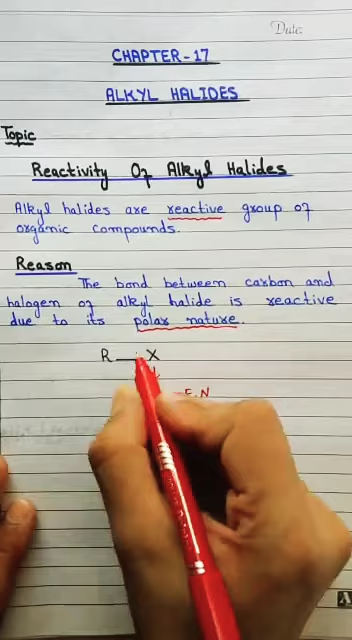 Date:
CHAPTER-17
ALKYL HALIDES
Topic
Reactivity Of Alkyl Halides
Alkyl halides are reactive group of
organic compounds.
Reason
The bond between carbon and
halogen of alkyl halide is reactive
due to its polar nature.
R — X
E.N